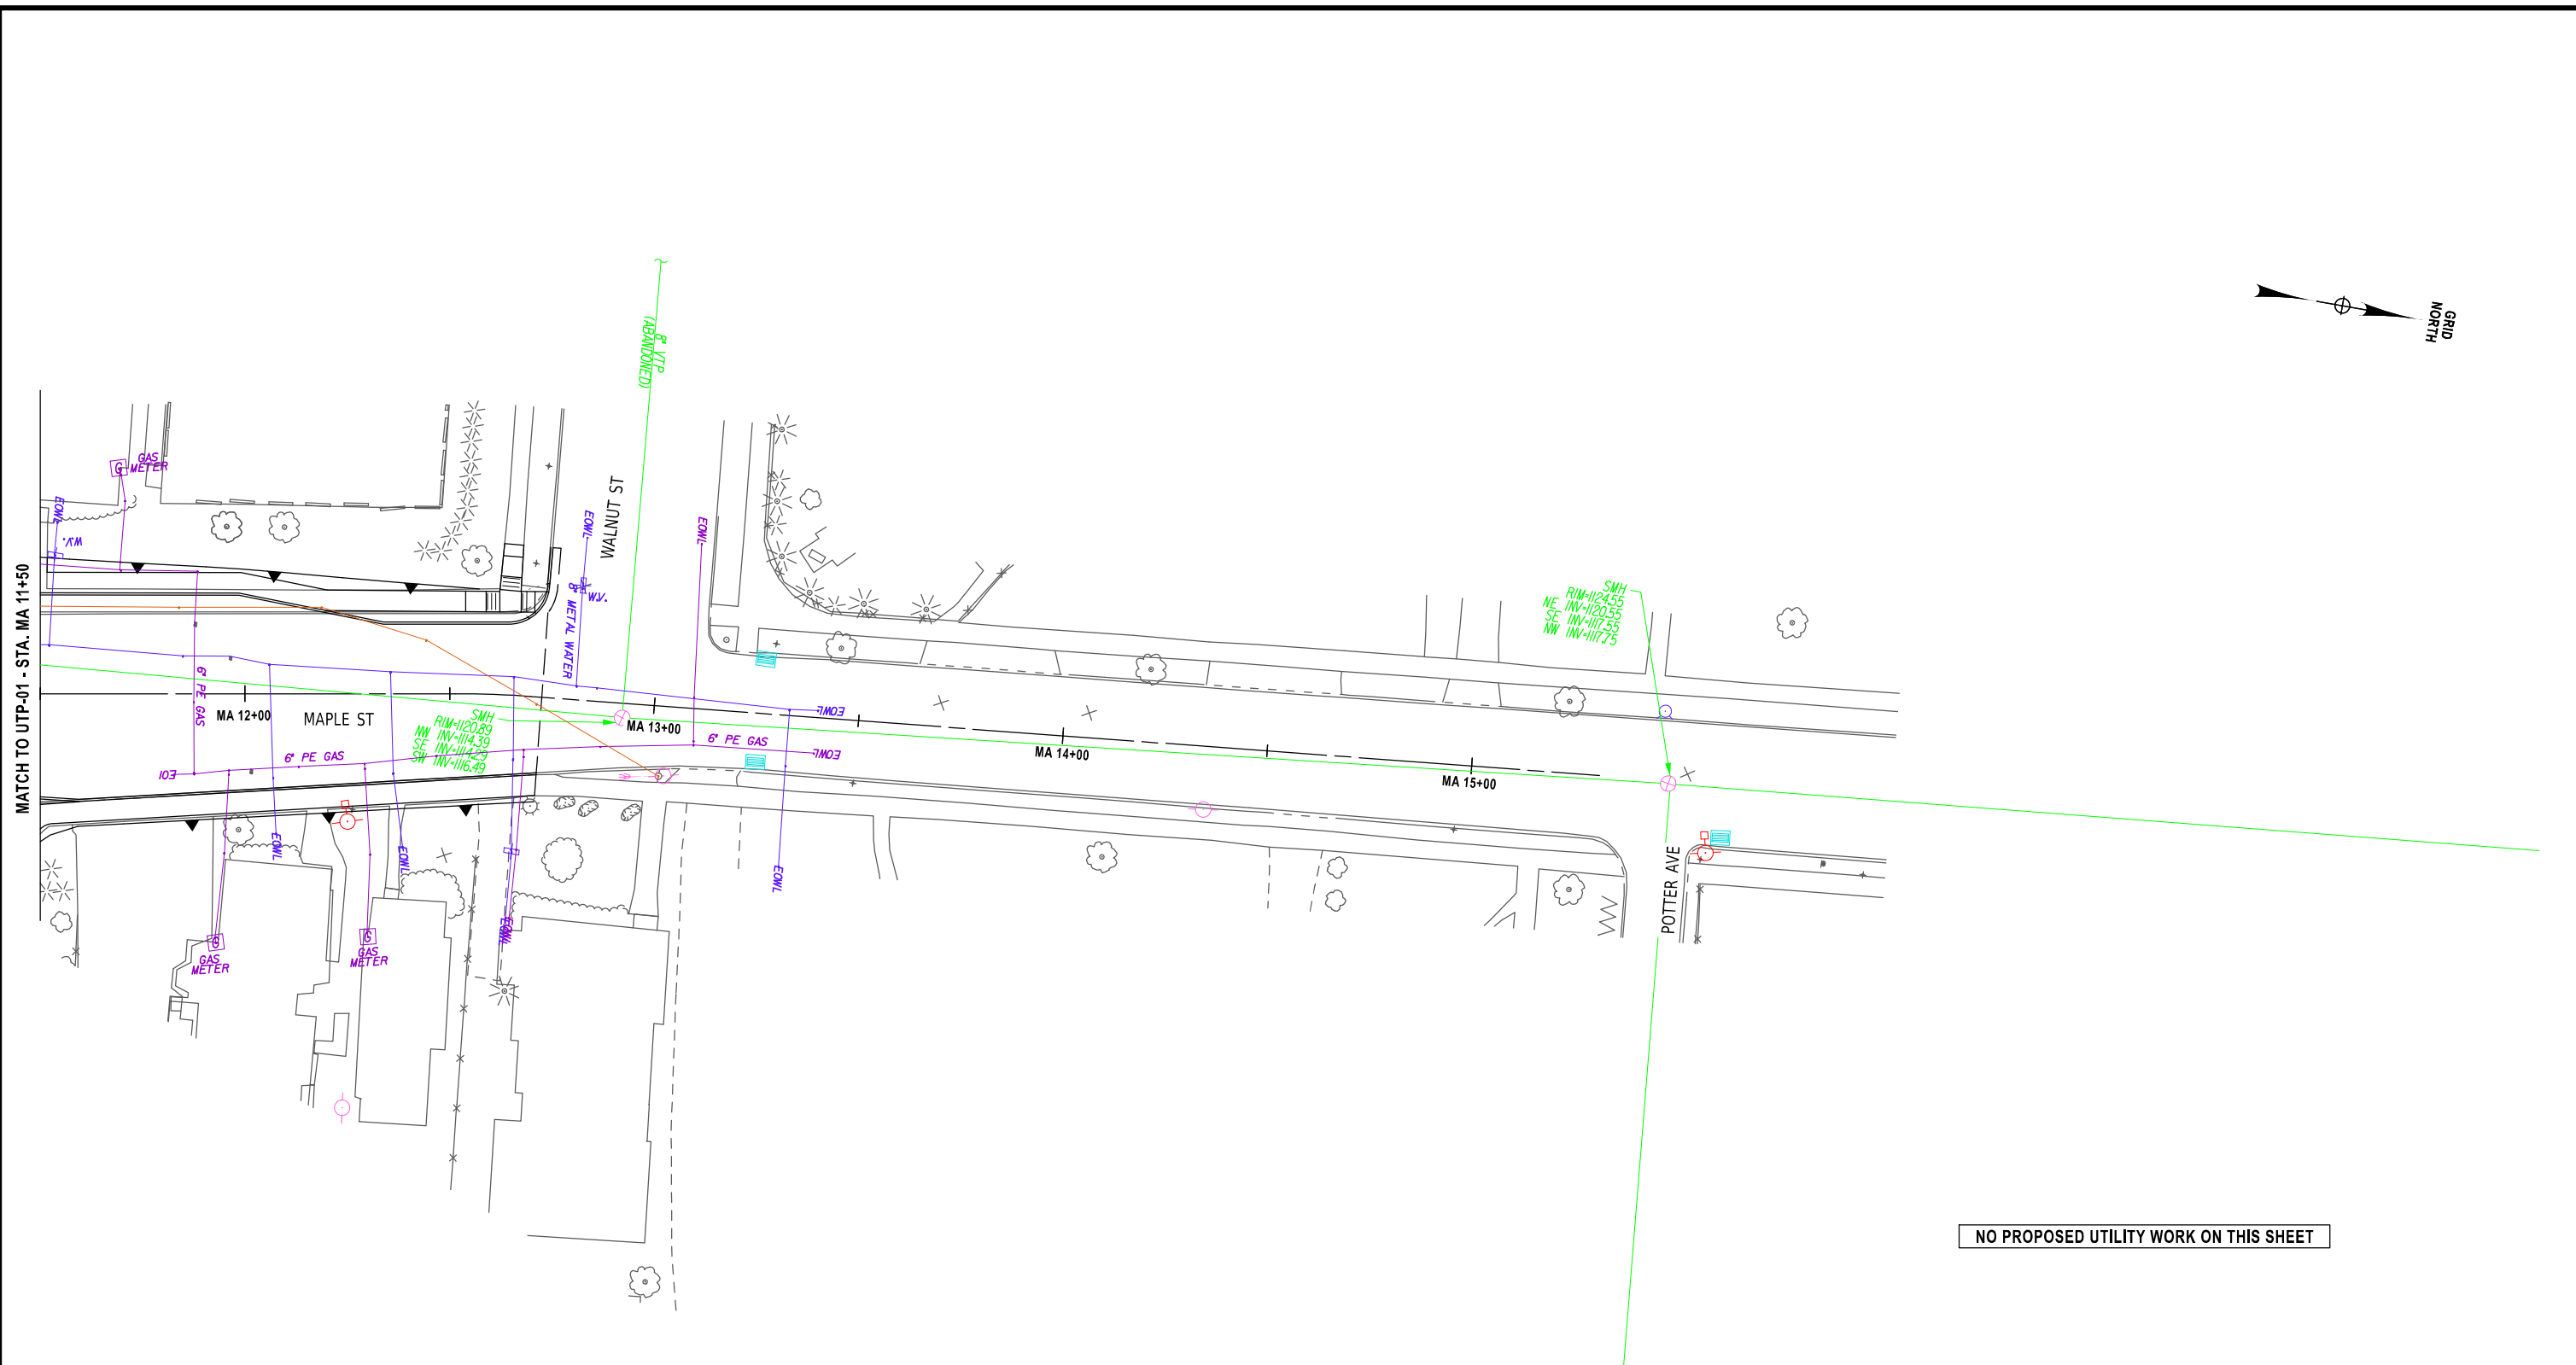 8" VTP
(ABANDONED)
GRID
NORTH
GAS
METER
G
EOWL
W.V.
EOWL
WALNUT ST
EOWL
8" METAL WATER
W.V.
SMH
RIM=1124.55
NE INV=1120.55
SE INV=1117.55
NW INV=1117.75
MATCH TO UTP-01 - STA. MA 11+50
6" PE GAS
MA 12+00
MAPLE ST
SMH
RIM=1120.89
NW INV=1114.39
SE INV=1114.29
SW INV=1116.49
MA 13+00
EOWL
6" PE GAS
EOWL
MA 14+00
MA 15+00
EOI
6" PE GAS
EOWL
EOWL
EOWL
EOWL
EOWL
POTTER AVE
G
GAS
METER
G
GAS
METER
NO PROPOSED UTILITY WORK ON THIS SHEET